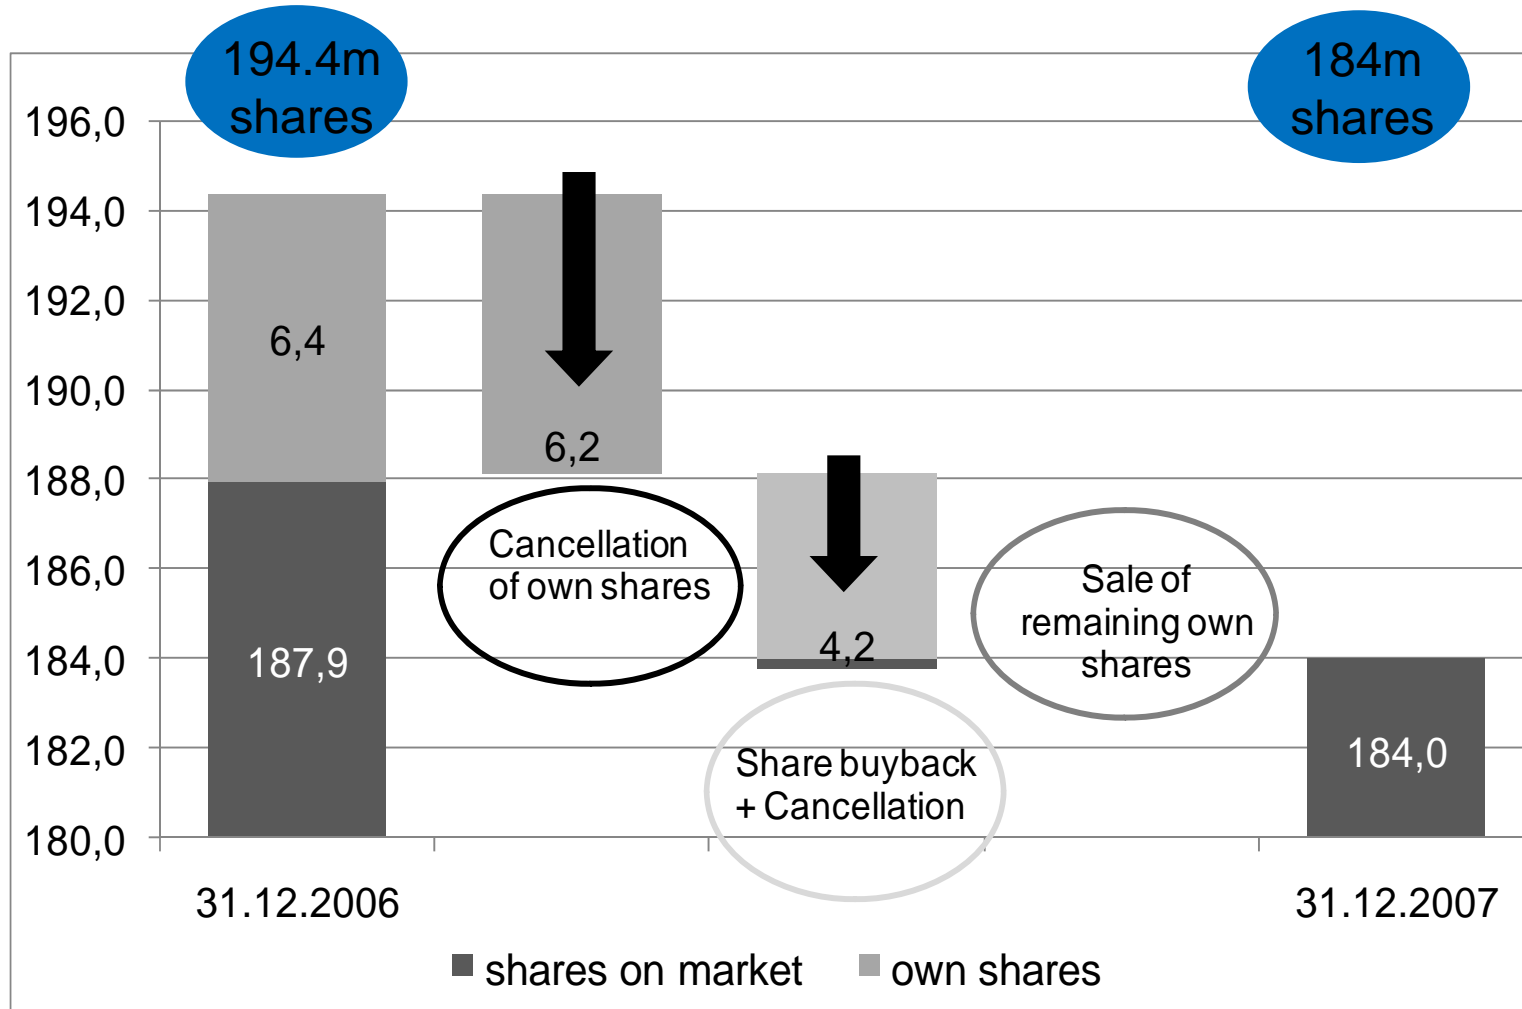 194.4m
shares
184m
shares
196,0
194,0
192,0
190,0
188,0
186,0
184,0
182,0
180,0
6,4
187,9
6,2
Cancellation
of own shares
4,2
Share buyback
+ Cancellation
Sale of
remaining own
shares
184,0
31.12.2006
31.12.2007
shares on market
own shares